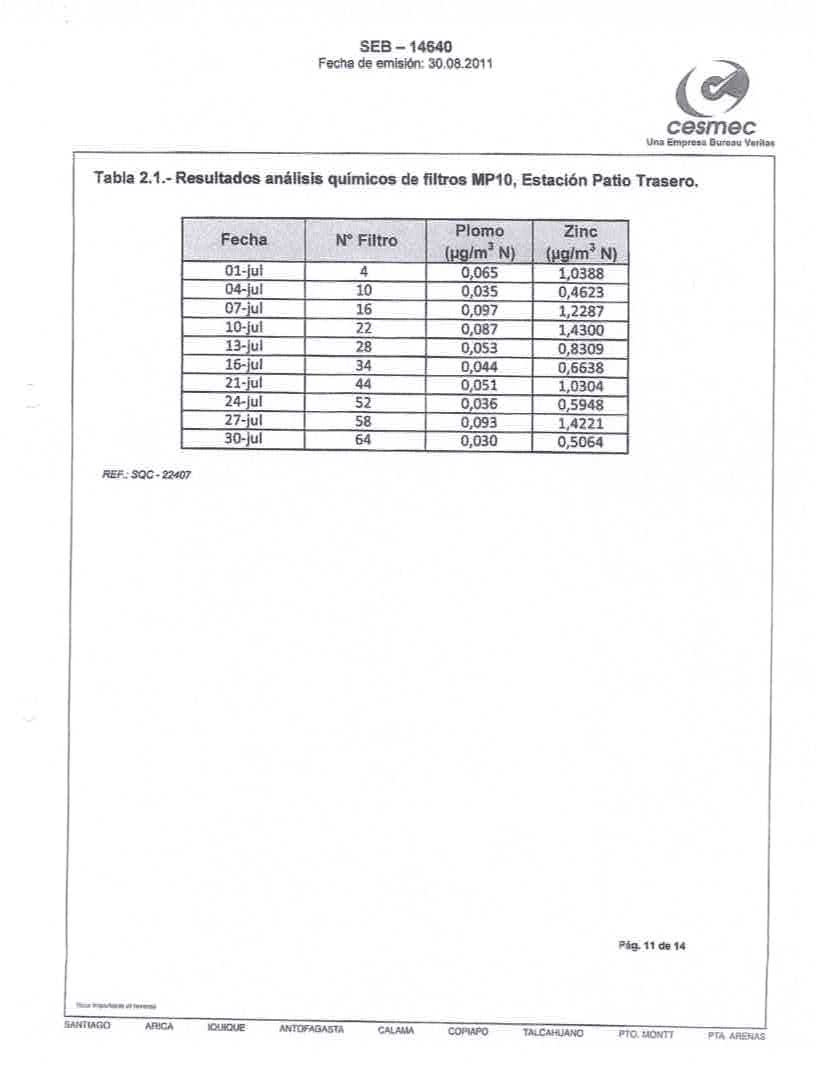 SEB – 14640
Fecha de emisión: 30.08.2011
cesmec
Una Empresa Bureau Veritas
Tabla 2.1.- Resultados análisis químicos de filtros MP10, Estación Patio Trasero.
Fecha N° Filtro Plomo (µg/m³ N) Zinc (µg/m³ N)
01-jul 4 0,065 1,0388
04-jul 10 0,035 0,4623
07-jul 16 0,097 1,2287
10-jul 22 0,087 1,4300
13-jul 28 0,053 0,8309
16-jul 34 0,044 0,6638
21-jul 44 0,051 1,0304
24-jul 52 0,036 0,5948
27-jul 58 0,093 1,4221
30-jul 64 0,030 0,5064
REF.: SQC - 22407
Pág. 11 de 14
SANTIAGO ARICA IQUIQUE ANTOFAGASTA CALAMA COPIAPO TALCAHUANO PTO. MONTT PTA. ARENAS